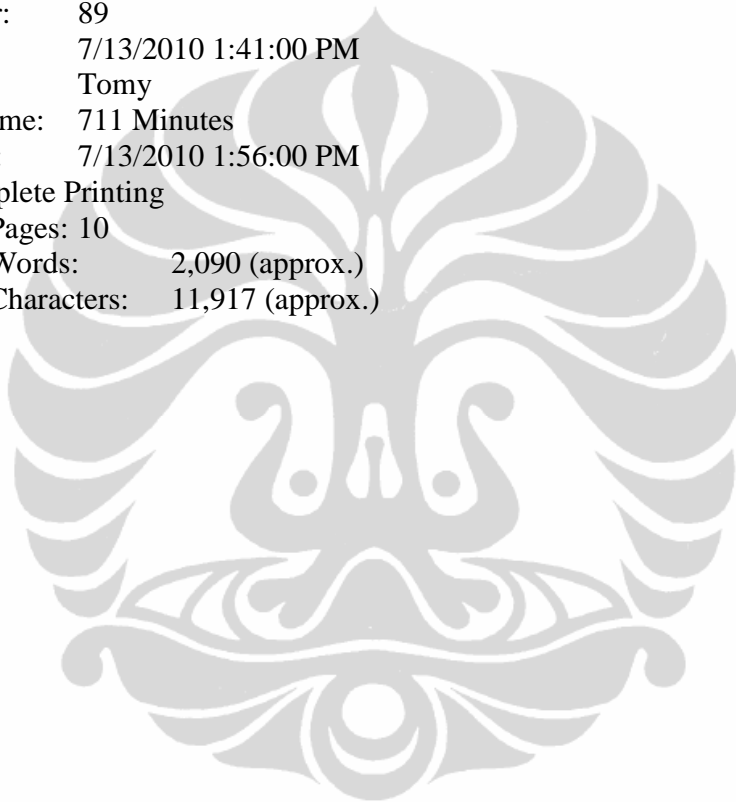 r: 89
7/13/2010 1:41:00 PM
Tomy
me: 711 Minutes
: 7/13/2010 1:56:00 PM
plete Printing
Pages: 10
Words: 2,090 (approx.)
Characters: 11,917 (approx.)